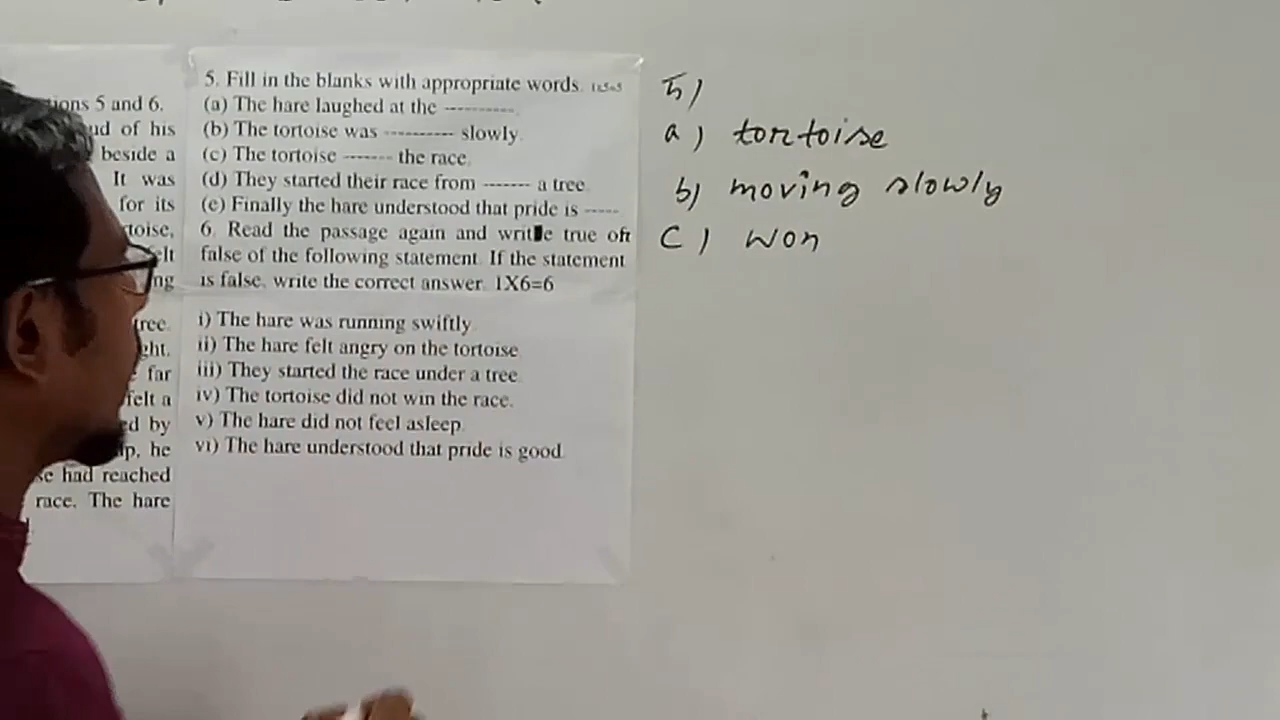 ions 5 and 6.
ud of his
beside a
It was
for its
toise,
elt
ng
tree.
ght.
far
felt a
ed by
p, he
se had reached
race. The hare
5. Fill in the blanks with appropriate words. 1x5=5
(a) The hare laughed at the ----------.
(b) The tortoise was ---------- slowly.
(c) The tortoise ------- the race.
(d) They started their race from ------- a tree.
(e) Finally the hare understood that pride is -----
6. Read the passage again and write true oft
false of the following statement. If the statement
is false, write the correct answer. 1X6=6
i) The hare was running swiftly.
ii) The hare felt angry on the tortoise
iii) They started the race under a tree.
iv) The tortoise did not win the race.
v) The hare did not feel asleep.
vi) The hare understood that pride is good.
5)
a) tortoise
b) moving slowly
c) won